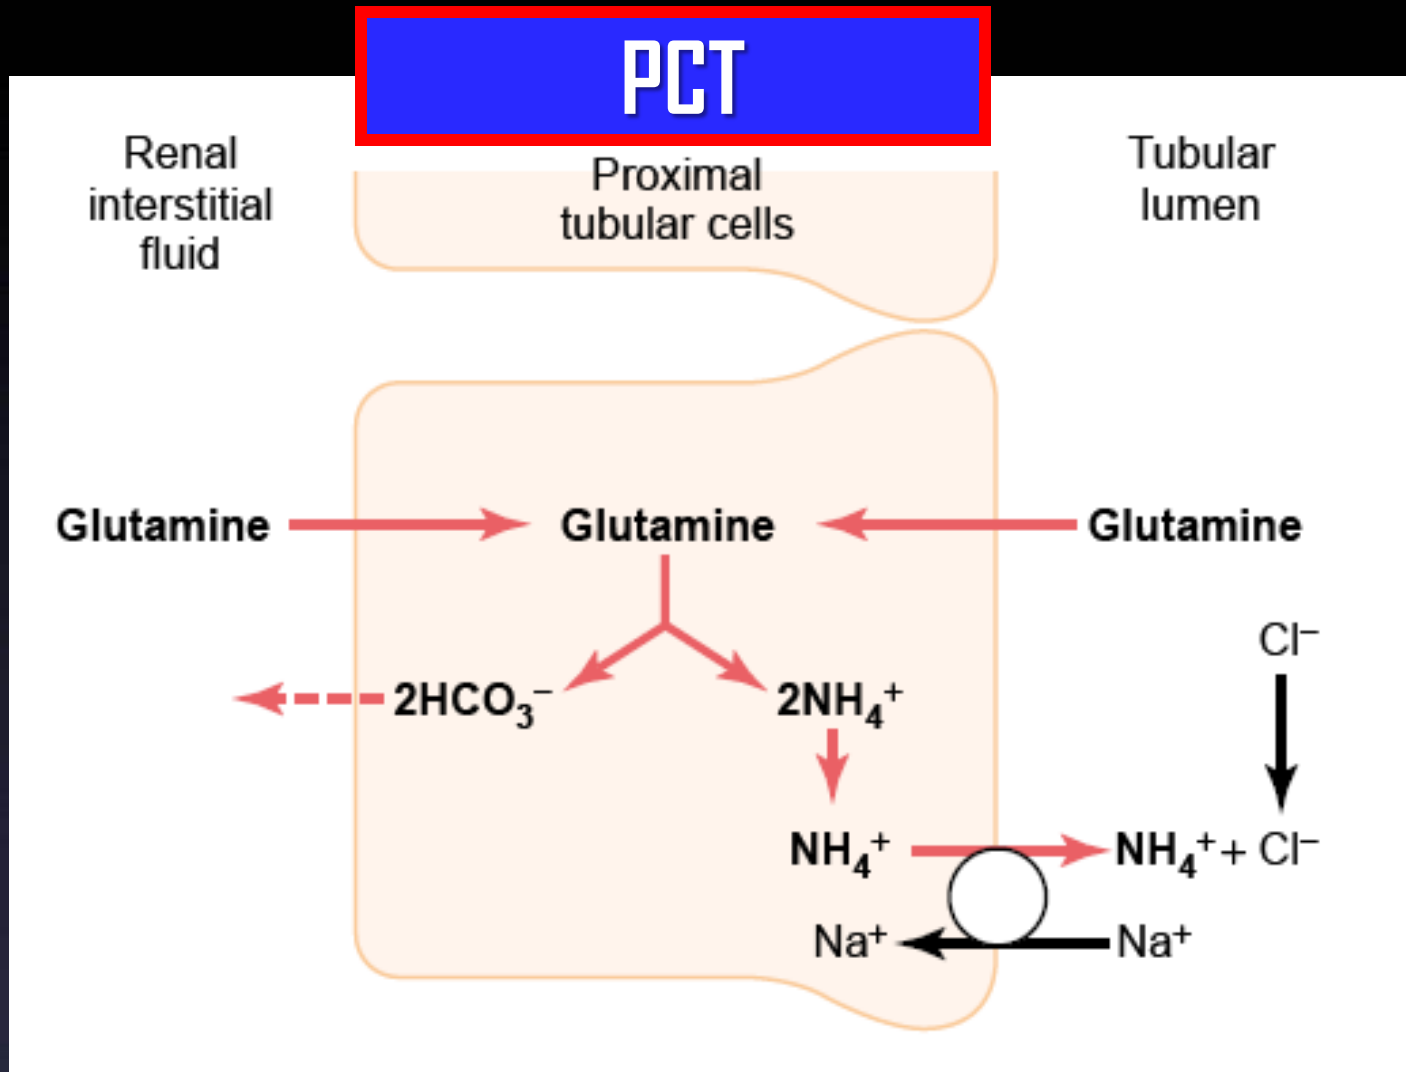 PCT
Renal
interstitial
fluid
Proximal
tubular cells
Tubular
lumen
Glutamine
Glutamine
Glutamine
Cl⁻
2HCO₃⁻
2NH₄⁺
NH₄⁺
NH₄⁺ + Cl⁻
Na⁺
Na⁺